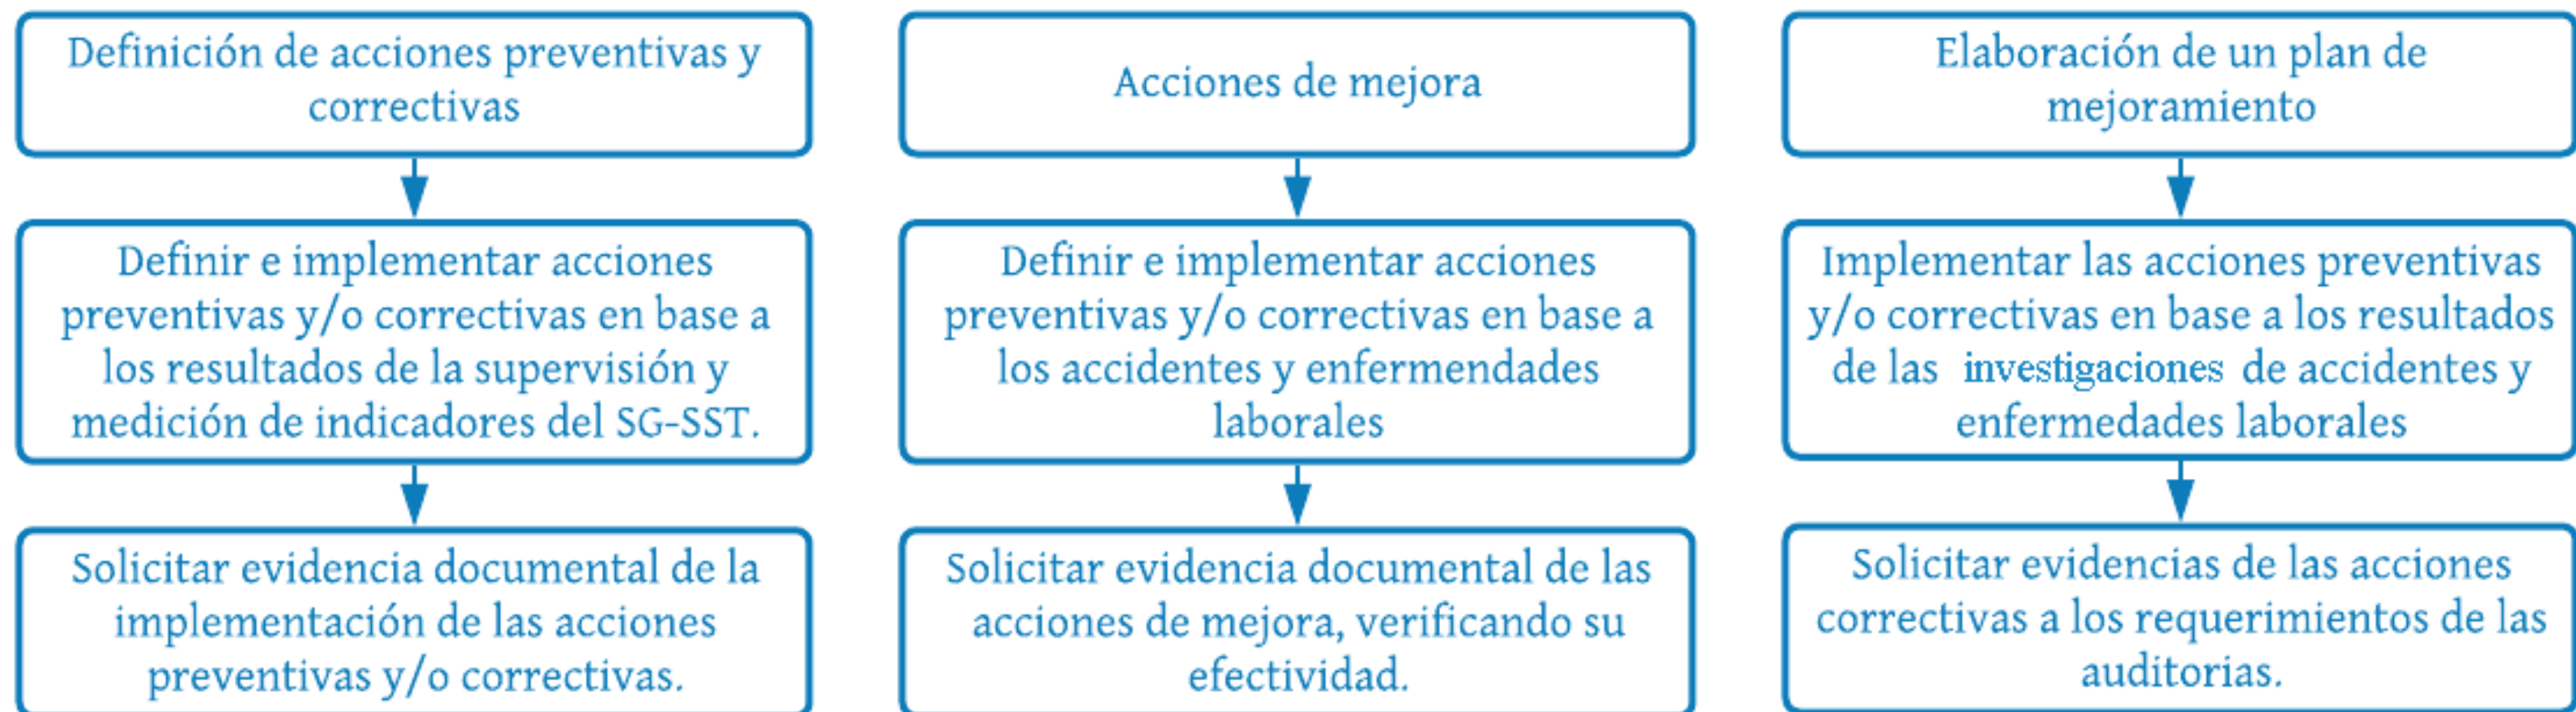 Definición de acciones preventivas y
correctivas
Definir e implementar acciones
preventivas y/o correctivas en base a
los resultados de la supervisión y
medición de indicadores del SG-SST.
Solicitar evidencia documental de la
implementación de las acciones
preventivas y/o correctivas.
Acciones de mejora
Definir e implementar acciones
preventivas y/o correctivas en base a
los accidentes y enfermendades
laborales
Solicitar evidencia documental de las
acciones de mejora, verificando su
efectividad.
Elaboración de un plan de
mejoramiento
Implementar las acciones preventivas
y/o correctivas en base a los resultados
de las investigaciones de accidentes y
enfermedades laborales
Solicitar evidencias de las acciones
correctivas a los requerimientos de las
auditorias.